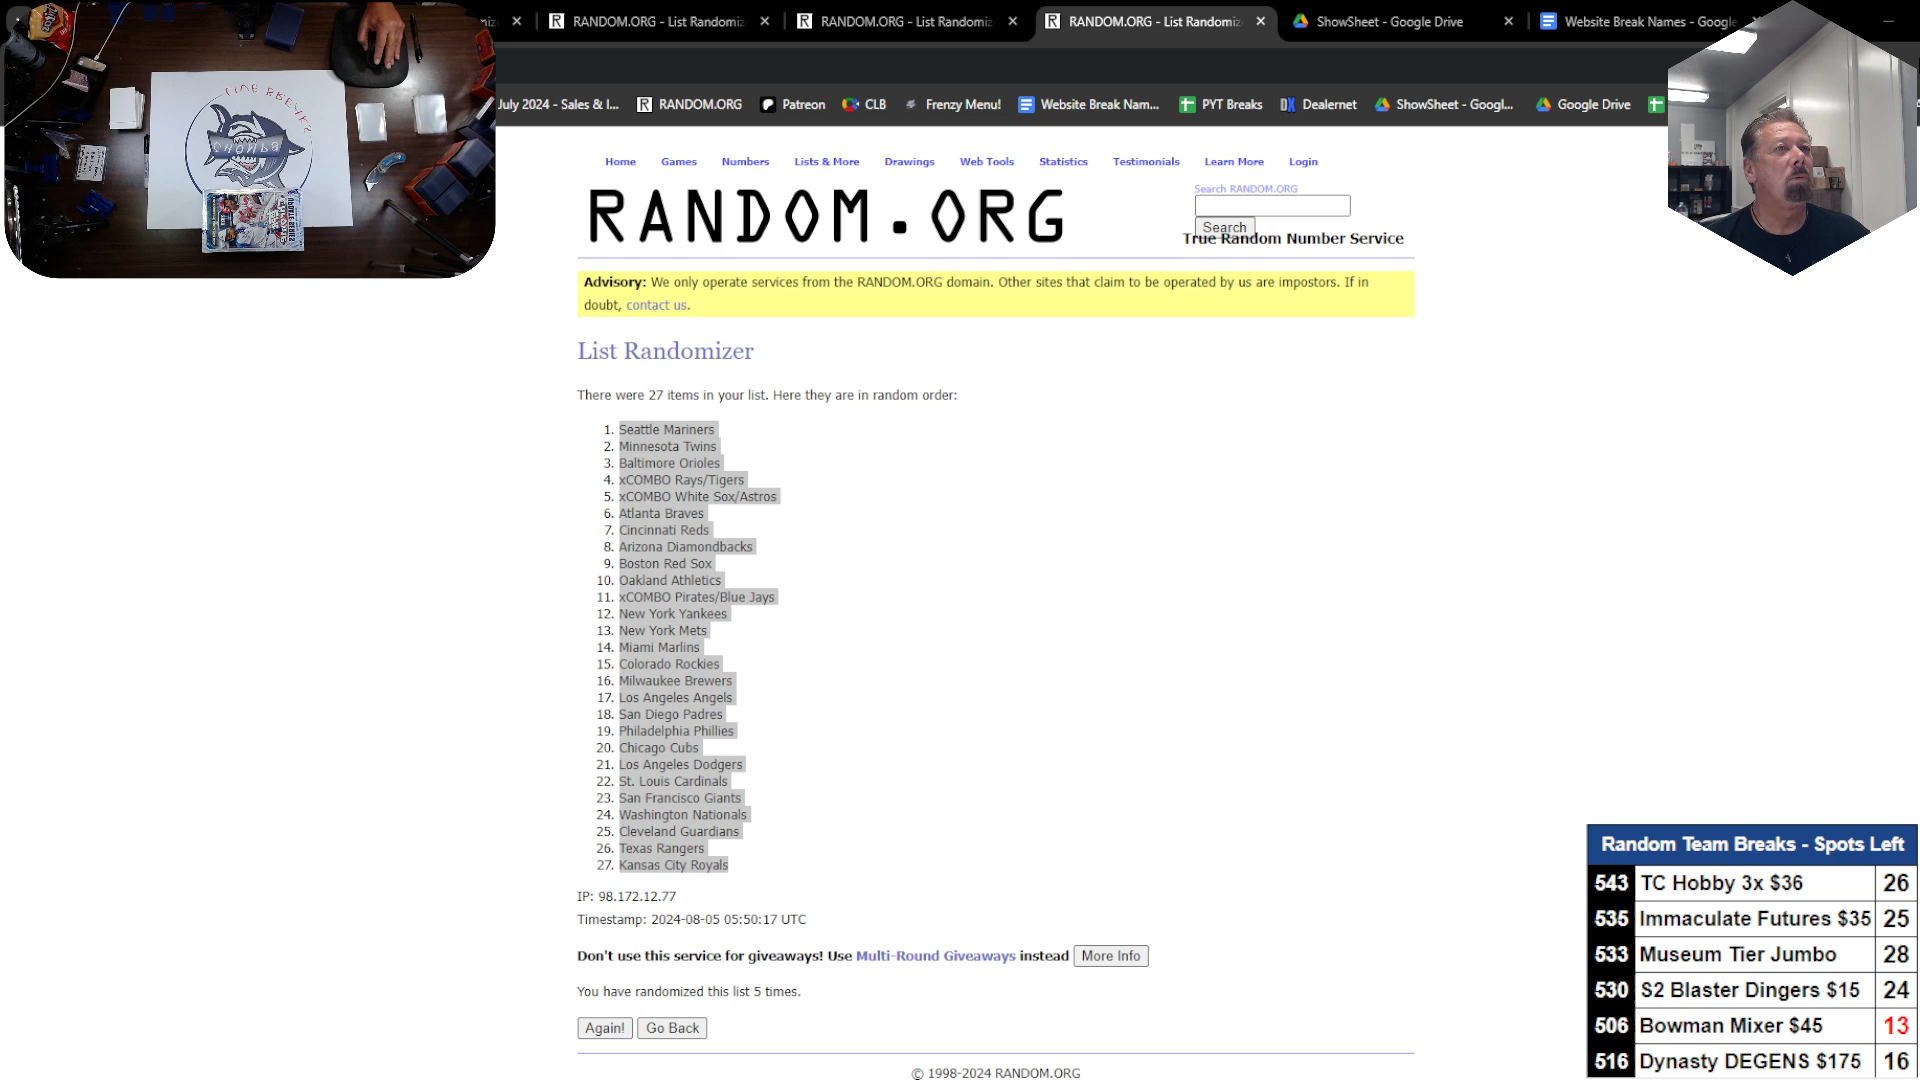 RANDOM.ORG - List Randomiz
RANDOM.ORG - List Randomiz
RANDOM.ORG - List Randomiz
ShowSheet - Google Drive
Website Break Names - Google
July 2024 - Sales & I...
RANDOM.ORG
Patreon
CLB
Frenzy Menu!
Website Break Nam...
PYT Breaks
Dealernet
ShowSheet - Googl...
Google Drive
Home Games Numbers Lists & More Drawings Web Tools Statistics Testimonials Learn More Login
RANDOM.ORG
Search RANDOM.ORG
Search
True Random Number Service
Advisory: We only operate services from the RANDOM.ORG domain. Other sites that claim to be operated by us are impostors. If in
doubt, contact us.
List Randomizer
There were 27 items in your list. Here they are in random order:
1. Seattle Mariners
2. Minnesota Twins
3. Baltimore Orioles
4. xCOMBO Rays/Tigers
5. xCOMBO White Sox/Astros
6. Atlanta Braves
7. Cincinnati Reds
8. Arizona Diamondbacks
9. Boston Red Sox
10. Oakland Athletics
11. xCOMBO Pirates/Blue Jays
12. New York Yankees
13. New York Mets
14. Miami Marlins
15. Colorado Rockies
16. Milwaukee Brewers
17. Los Angeles Angels
18. San Diego Padres
19. Philadelphia Phillies
20. Chicago Cubs
21. Los Angeles Dodgers
22. St. Louis Cardinals
23. San Francisco Giants
24. Washington Nationals
25. Cleveland Guardians
26. Texas Rangers
27. Kansas City Royals
IP: 98.172.12.77
Timestamp: 2024-08-05 05:50:17 UTC
Don't use this service for giveaways! Use Multi-Round Giveaways instead More Info
You have randomized this list 5 times.
Again! Go Back
© 1998-2024 RANDOM.ORG
Random Team Breaks - Spots Left
543 TC Hobby 3x $36 26
535 Immaculate Futures $35 25
533 Museum Tier Jumbo 28
530 S2 Blaster Dingers $15 24
506 Bowman Mixer $45 13
516 Dynasty DEGENS $175 16